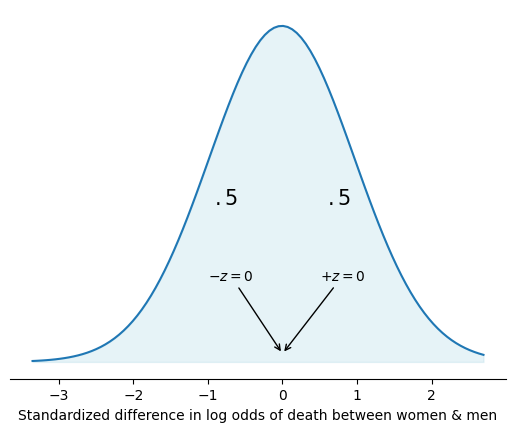 .5 .5
−z = 0 +z = 0
−3 −2 −1 0 1 2
Standardized difference in log odds of death between women & men